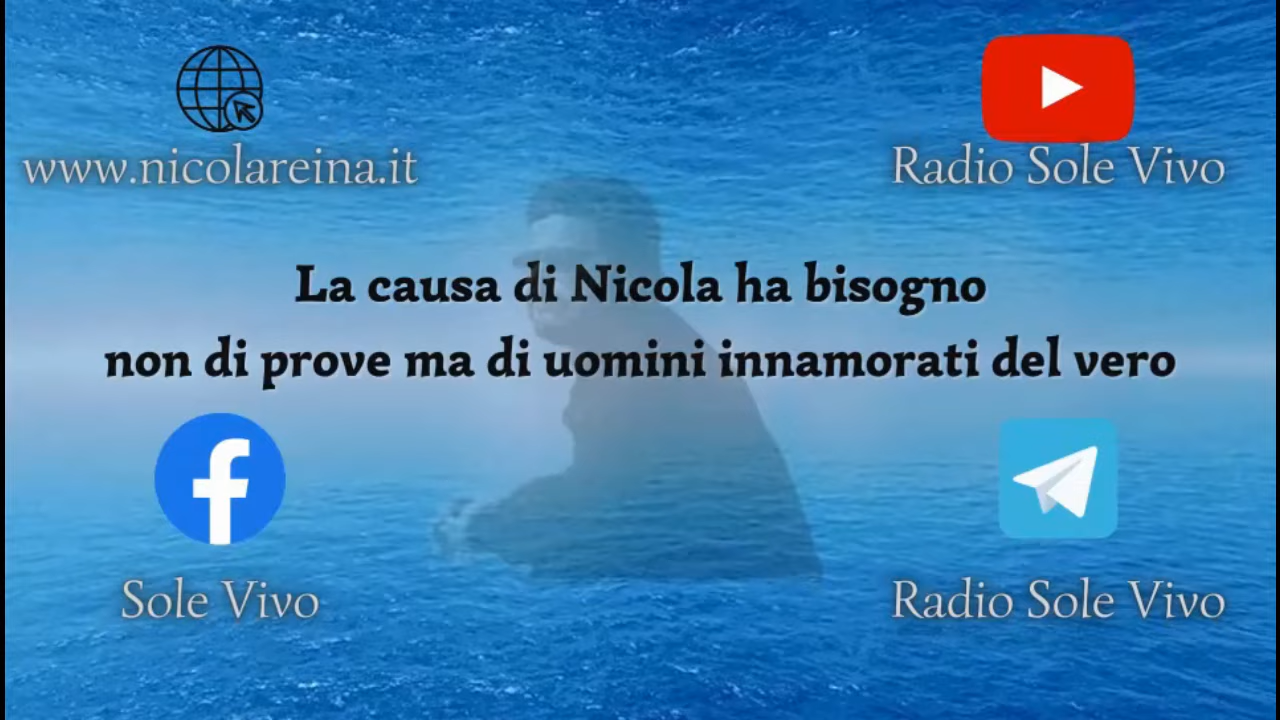 www.nicolareina.it
Radio Sole Vivo
La causa di Nicola ha bisogno
non di prove ma di uomini innamorati del vero
Sole Vivo
Radio Sole Vivo